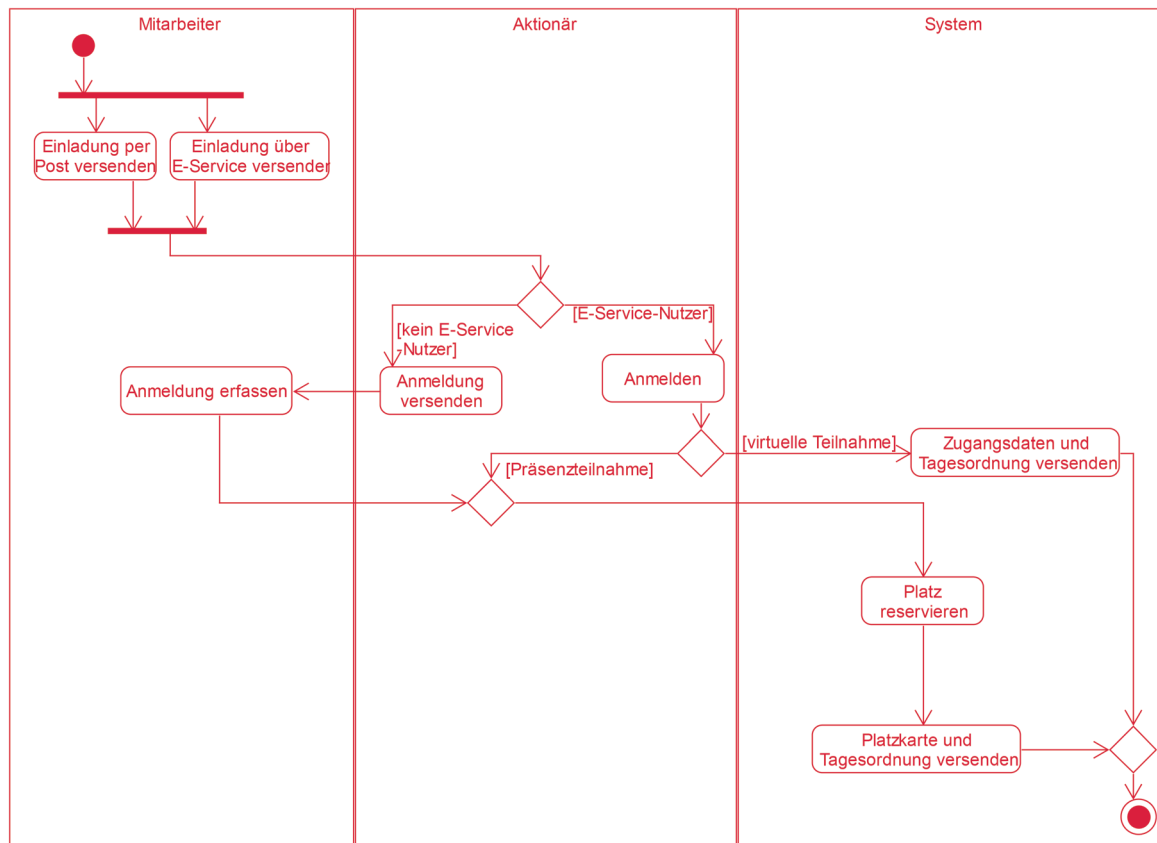 Mitarbeiter
Aktionär
System
Einladung per
Post versenden
Einladung über
E-Service versender
[kein E-Service
-Nutzer]
[E-Service-Nutzer]
Anmeldung erfassen
Anmeldung
versenden
Anmelden
[virtuelle Teilnahme]
Zugangsdaten und
Tagesordnung versenden
[Präsenzteilnahme]
Platz
reservieren
Platzkarte und
Tagesordnung versenden